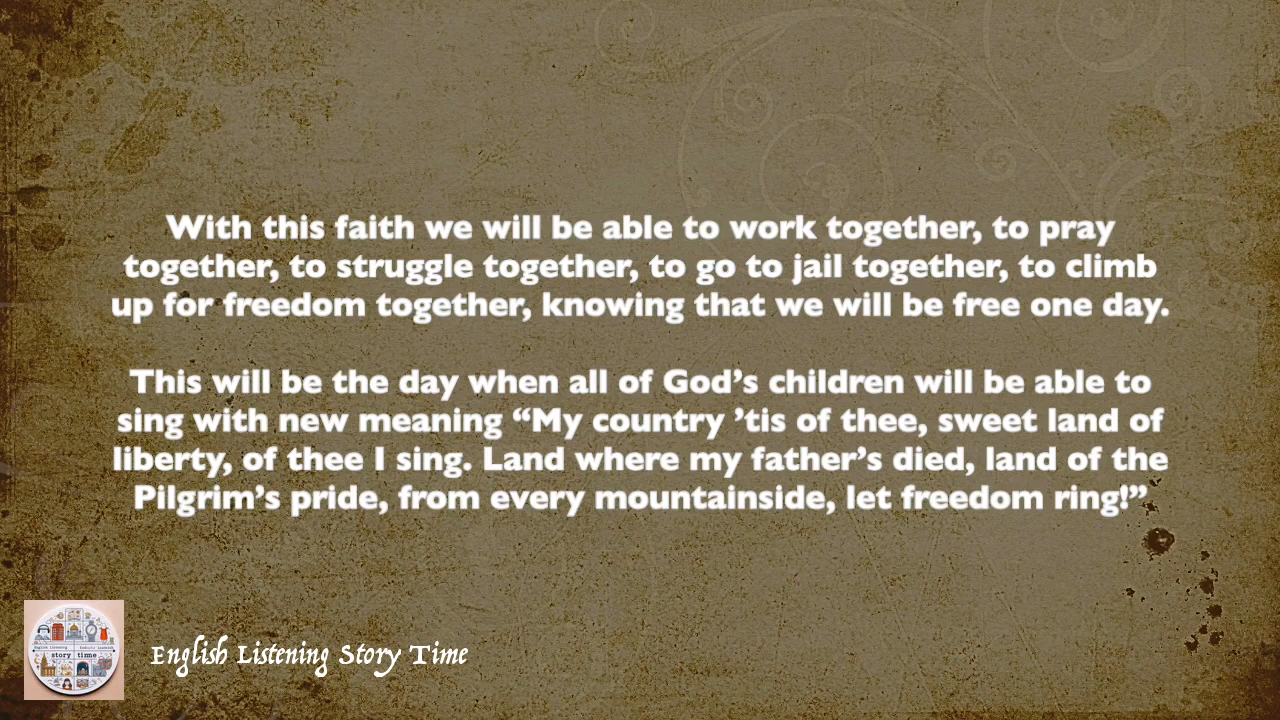 With this faith we will be able to work together, to pray
together, to struggle together, to go to jail together, to climb
up for freedom together, knowing that we will be free one day.
This will be the day when all of God’s children will be able to
sing with new meaning “My country ’tis of thee, sweet land of
liberty, of thee I sing. Land where my father’s died, land of the
Pilgrim’s pride, from every mountainside, let freedom ring!”
English Listening Story Time
story time